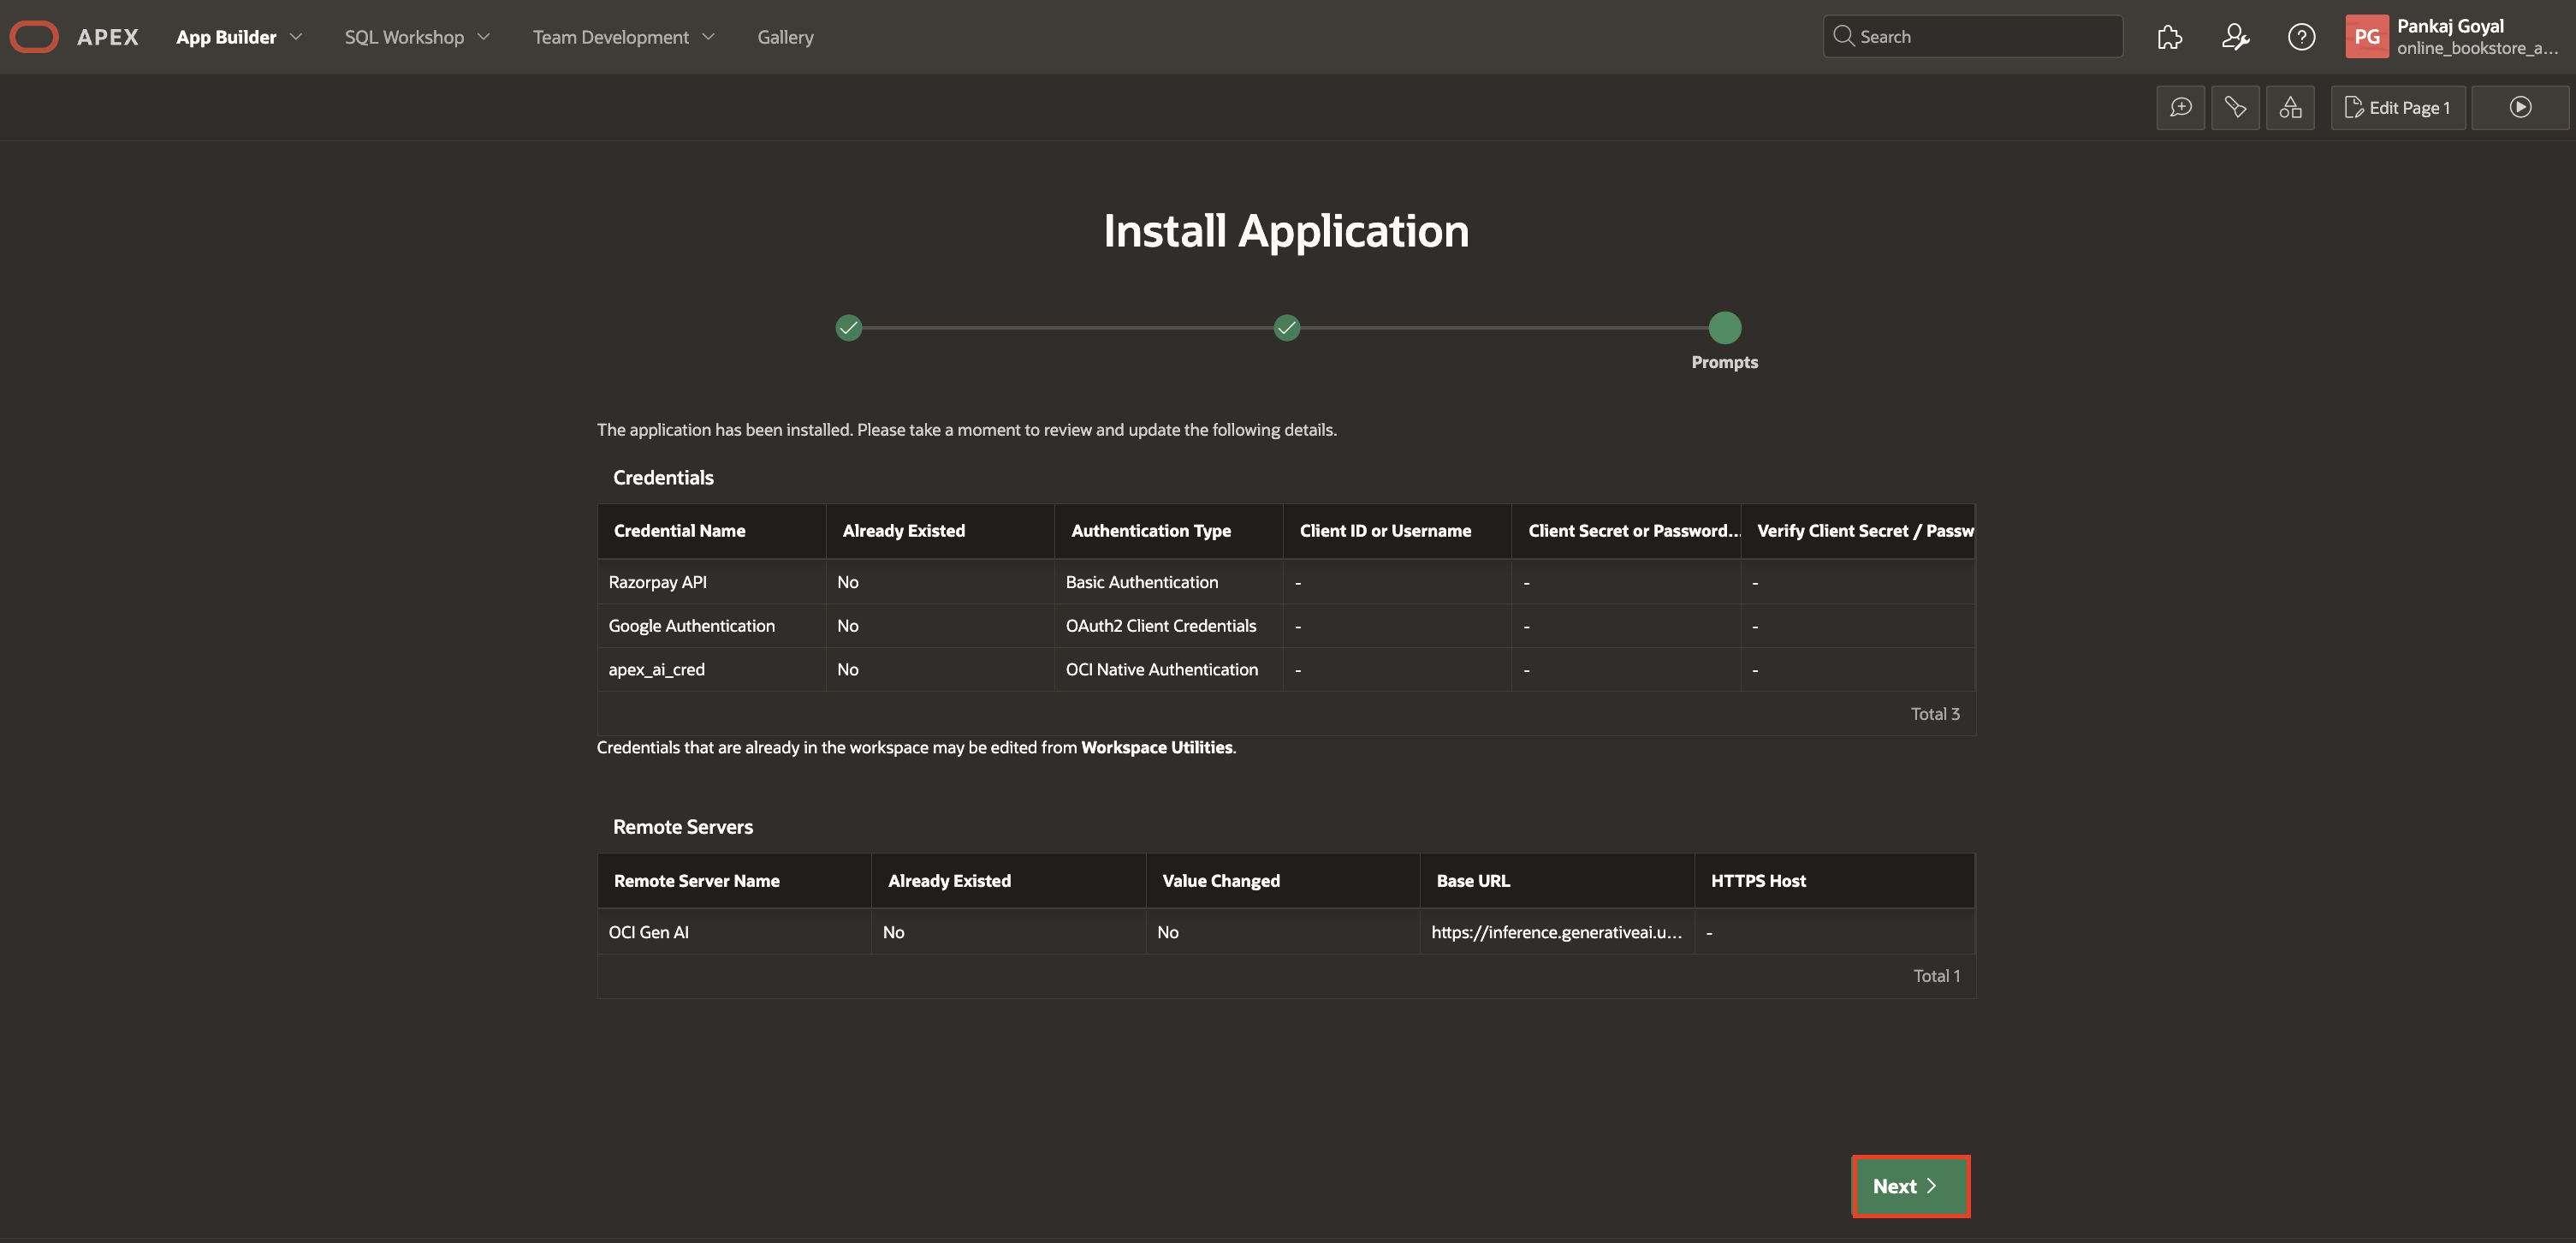 APEX App Builder SQL Workshop Team Development Gallery Search PG Pankaj Goyal
online_bookstore_a...
Edit Page 1
Install Application
Prompts
The application has been installed. Please take a moment to review and update the following details.
Credentials
Credential Name Already Existed Authentication Type Client ID or Username Client Secret or Password... Verify Client Secret / Passw
Razorpay API No Basic Authentication - - -
Google Authentication No OAuth2 Client Credentials - - -
apex_ai_cred No OCI Native Authentication - - -
Total 3
Credentials that are already in the workspace may be edited from Workspace Utilities.
Remote Servers
Remote Server Name Already Existed Value Changed Base URL HTTPS Host
OCI Gen AI No No https://inference.generativeai.u... -
Total 1
Next